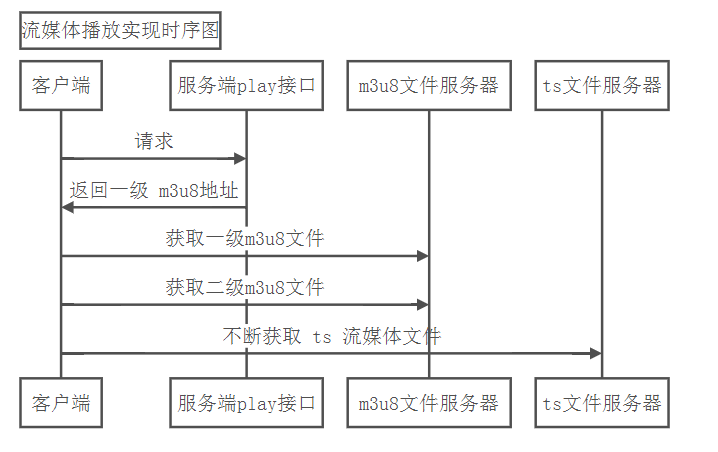 流媒体播放实现时序图
客户端 服务端play接口 m3u8文件服务器 ts文件服务器
请求
返回一级 m3u8地址
获取一级m3u8文件
获取二级m3u8文件
不断获取 ts 流媒体文件
客户端 服务端play接口 m3u8文件服务器 ts文件服务器